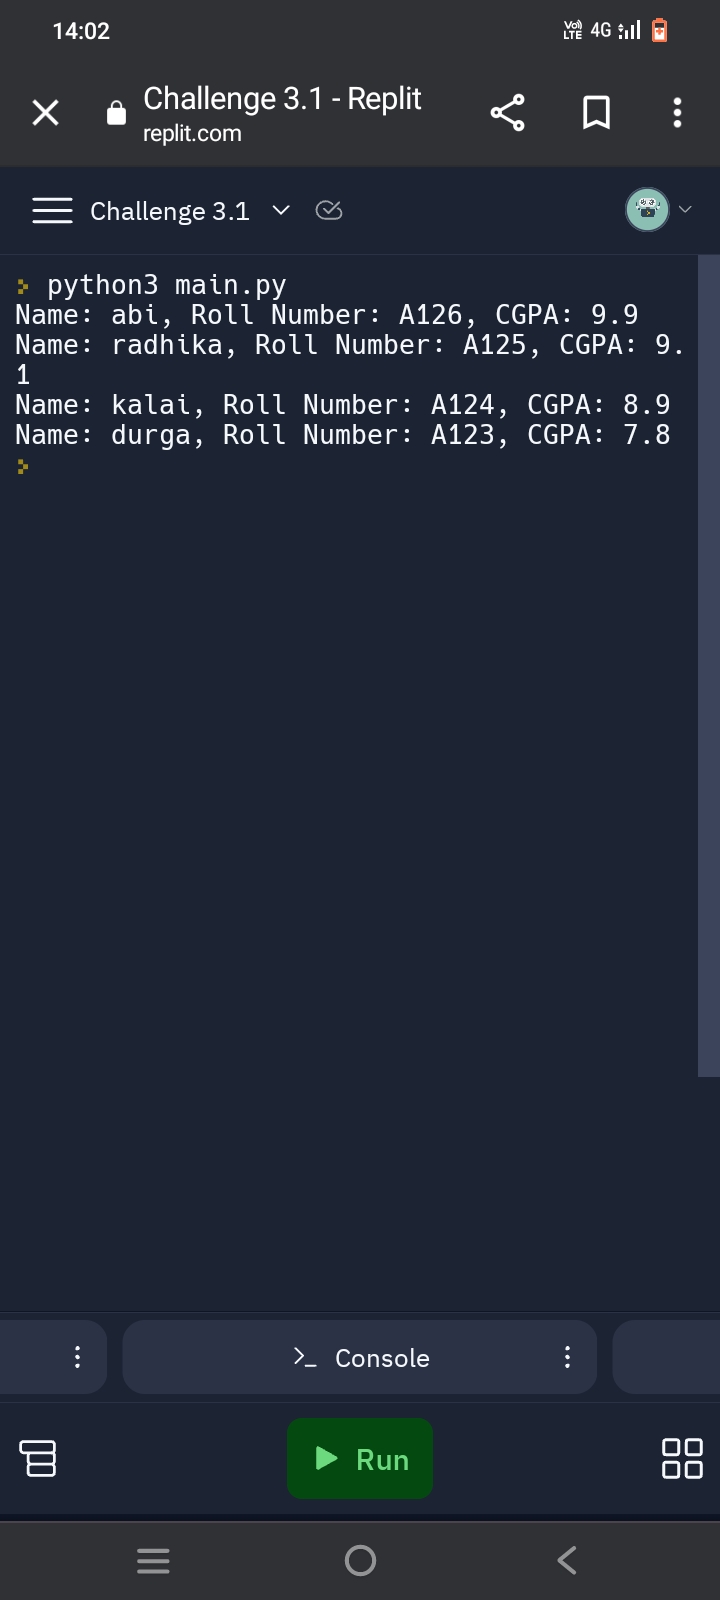 14:02
Vo) LTE 4G
Challenge 3.1 - Replit
replit.com
Challenge 3.1
python3 main.py
Name: abi, Roll Number: A126, CGPA: 9.9
Name: radhika, Roll Number: A125, CGPA: 9.
1
Name: kalai, Roll Number: A124, CGPA: 8.9
Name: durga, Roll Number: A123, CGPA: 7.8
Console
Run